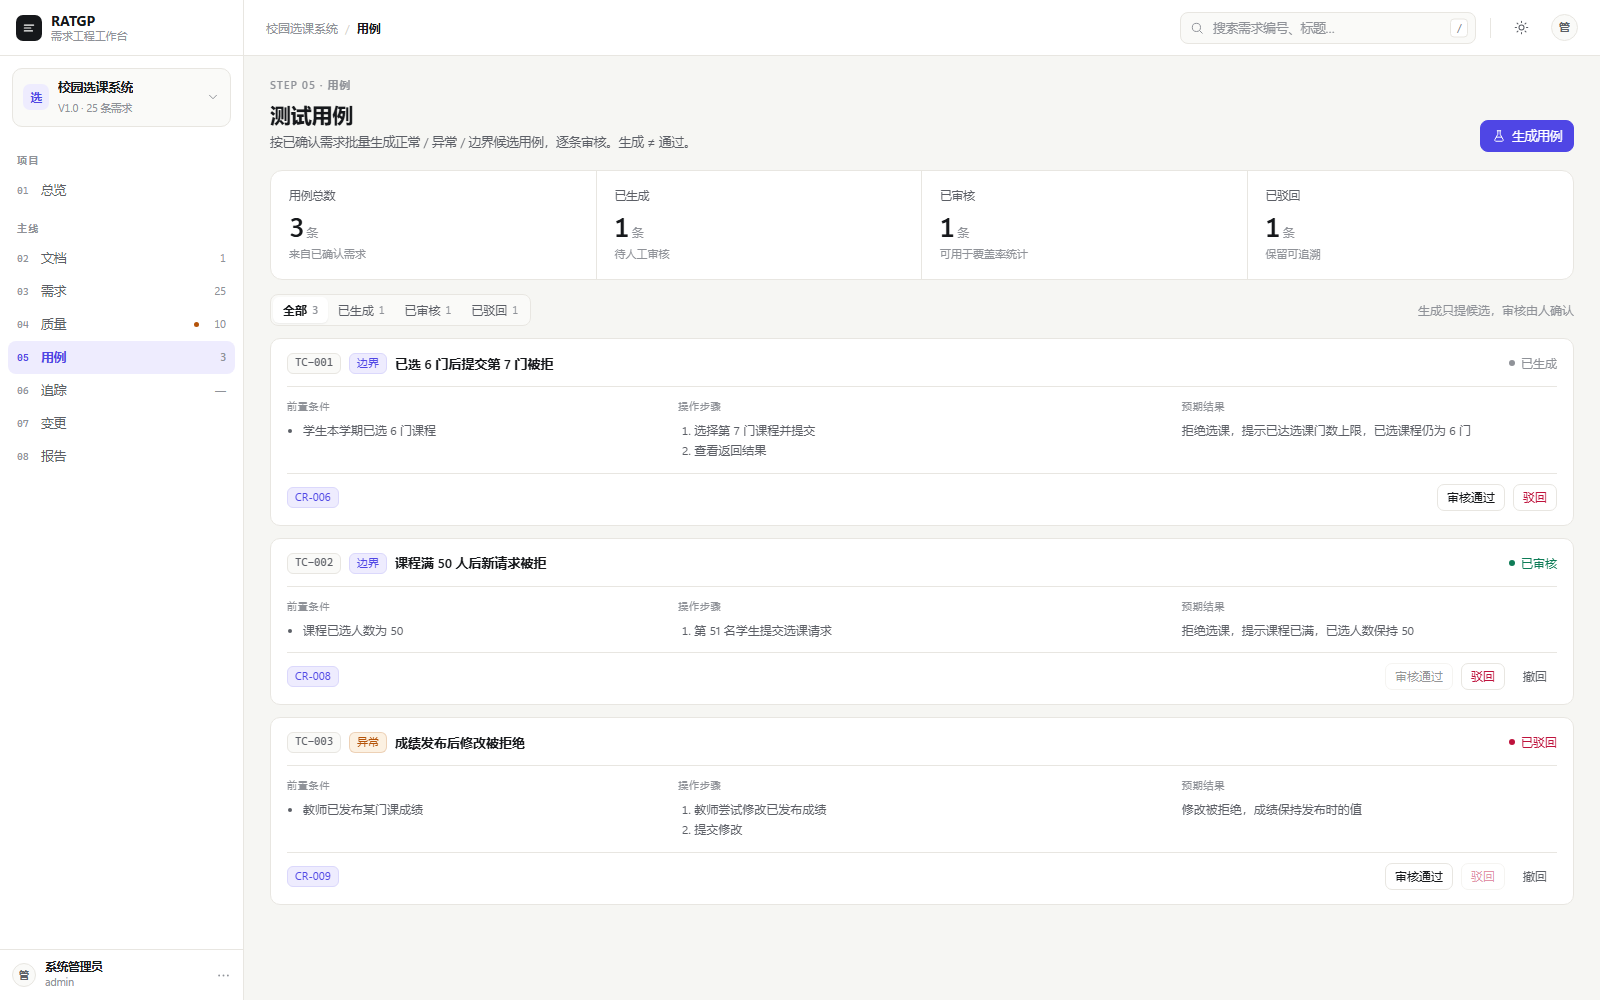 RATGP
需求工程工作台
校园选课系统 / 用例
搜索需求编号、标题... /
管
选
校园选课系统
V1.0 · 25 条需求
项目
01 总览
主线
02 文档 1
03 需求 25
04 质量 10
05 用例 3
06 追踪 —
07 变更
08 报告
管
系统管理员
admin
...
STEP 05 · 用例
测试用例
按已确认需求批量生成正常 / 异常 / 边界候选用例，逐条审核。生成 ≠ 通过。
生成用例
用例总数
3 条
来自已确认需求
已生成
1 条
待人工审核
已审核
1 条
可用于覆盖率统计
已驳回
1 条
保留可追溯
全部 3 已生成 1 已审核 1 已驳回 1
生成只提候选，审核由人确认
TC-001 边界 已选 6 门后提交第 7 门被拒 已生成
前置条件
学生本学期已选 6 门课程
操作步骤
1. 选择第 7 门课程并提交
2. 查看返回结果
预期结果
拒绝选课，提示已达选课门数上限，已选课程仍为 6 门
CR-006 审核通过 驳回
TC-002 边界 课程满 50 人后新请求被拒 已审核
前置条件
课程已选人数为 50
操作步骤
1. 第 51 名学生提交选课请求
预期结果
拒绝选课，提示课程已满，已选人数保持 50
CR-008 审核通过 驳回 撤回
TC-003 异常 成绩发布后修改被拒绝 已驳回
前置条件
教师已发布某门课成绩
操作步骤
1. 教师尝试修改已发布成绩
2. 提交修改
预期结果
修改被拒绝，成绩保持发布时的值
CR-009 审核通过 驳回 撤回